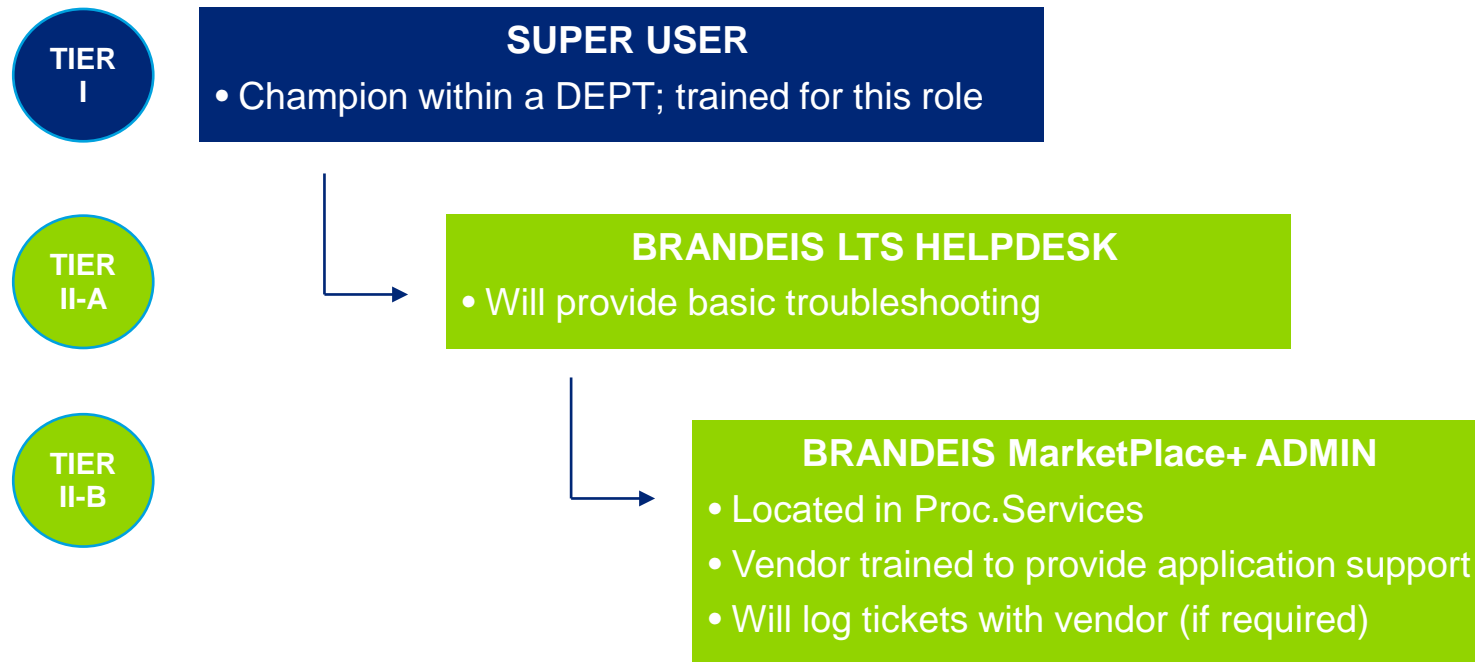 TIER
I
SUPER USER
• Champion within a DEPT; trained for this role
TIER
II-A
BRANDEIS LTS HELPDESK
• Will provide basic troubleshooting
TIER
II-B
BRANDEIS MarketPlace+ ADMIN
• Located in Proc.Services
• Vendor trained to provide application support
• Will log tickets with vendor (if required)